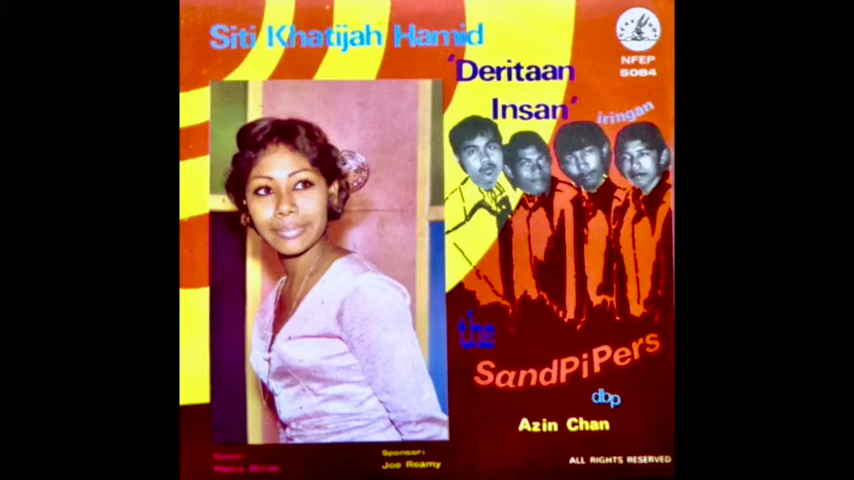 Siti Khatijah Hamid
'Deritaan
Insan'
NFEP
5084
iringan
the
SandPiPers
dbp
Azin Chan
Sponsor:
Joe Reamy
ALL RIGHTS RESERVED